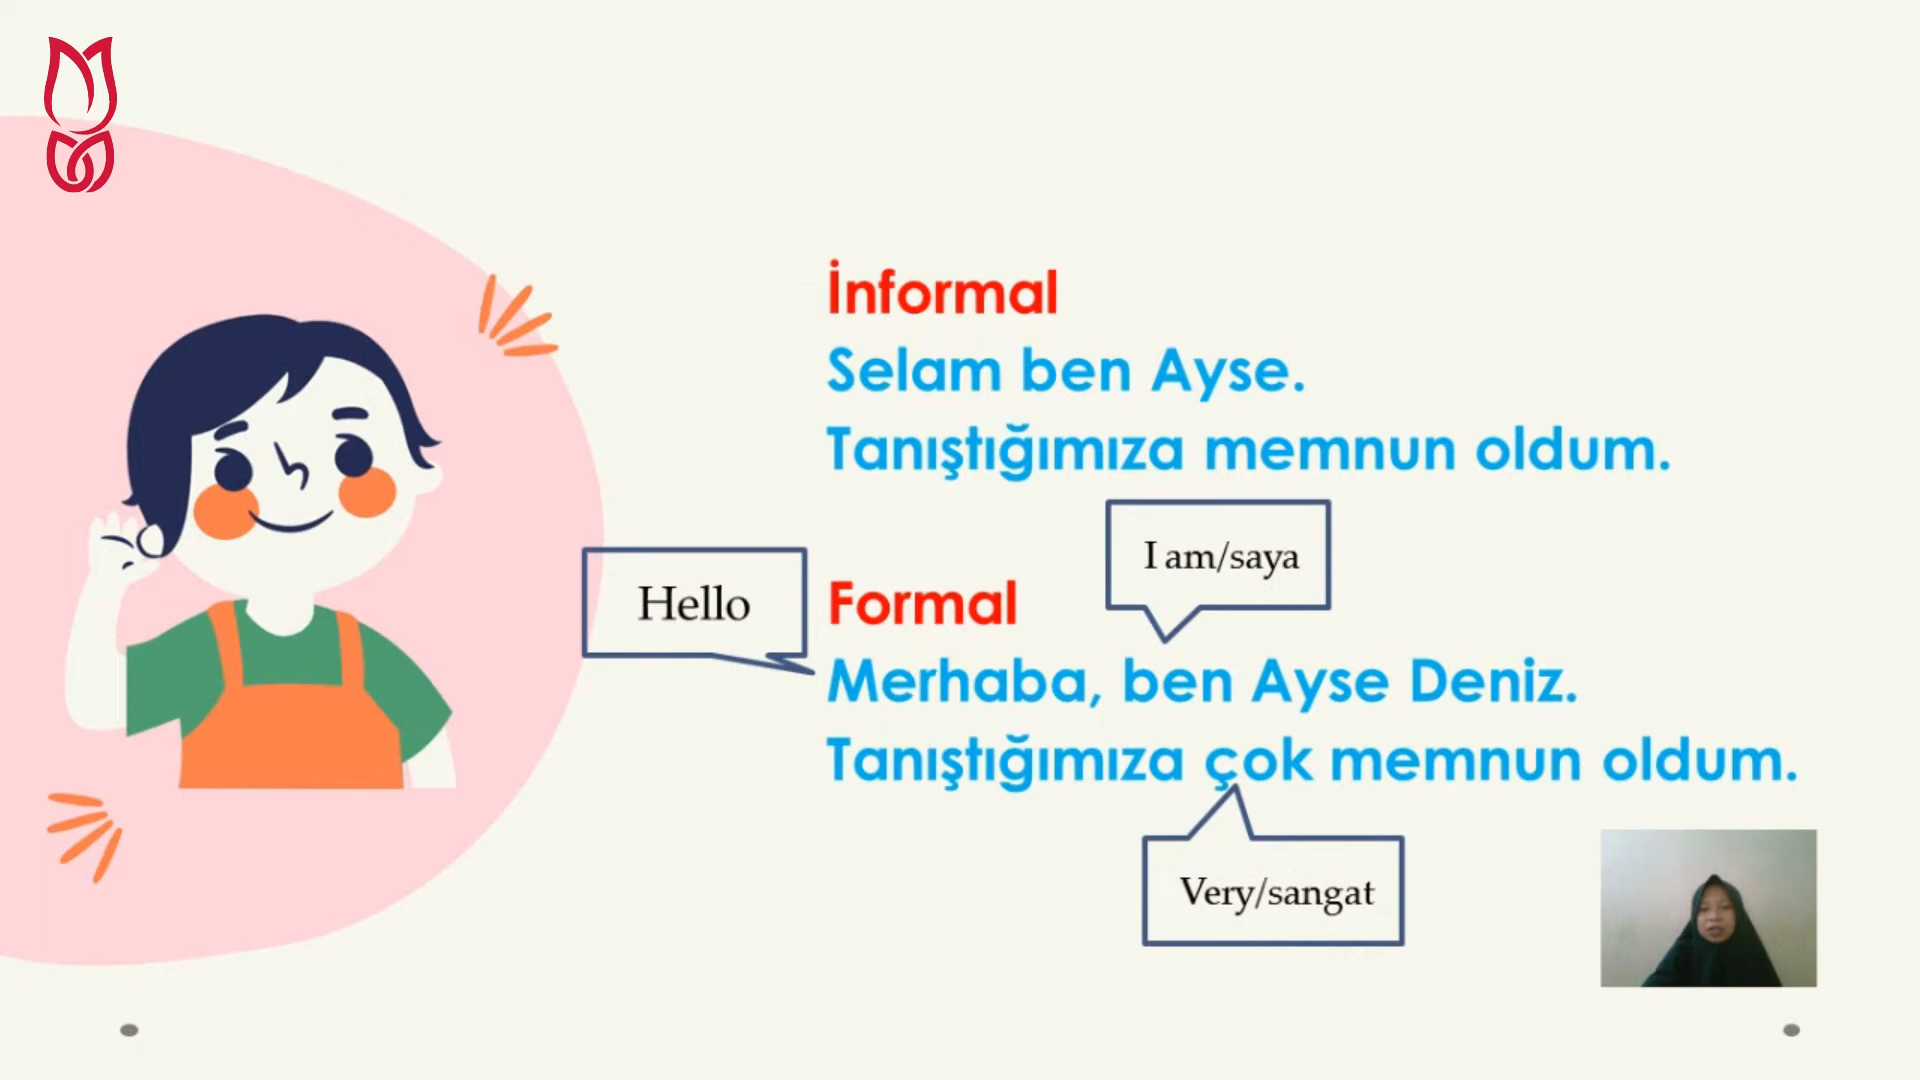 İnformal
Selam ben Ayse.
Tanıştığımıza memnun oldum.
I am/saya
Hello
Formal
Merhaba, ben Ayse Deniz.
Tanıştığımıza çok memnun oldum.
Very/sangat